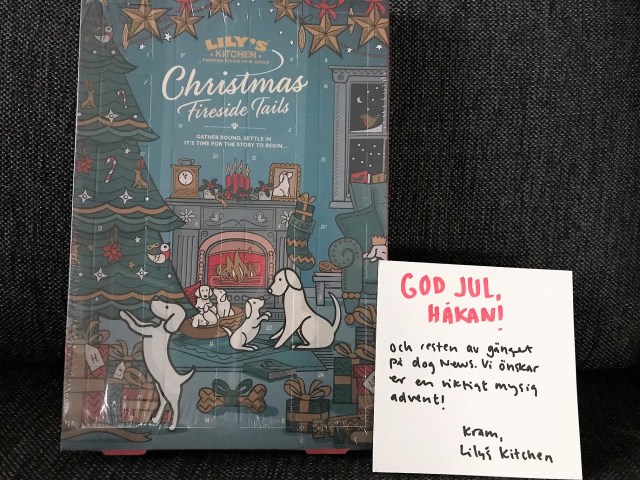 LILY'S
KITCHEN
Christmas
Fireside Tails
GATHER ROUND, SETTLE IN
IT'S TIME FOR THE STORY TO BEGIN...
GOD JUL,
HÅKAN!
och resten av gänget
på dog News. Vi önskar
er en riktigt mysig
advent!
Kram,
Lily's Kitchen